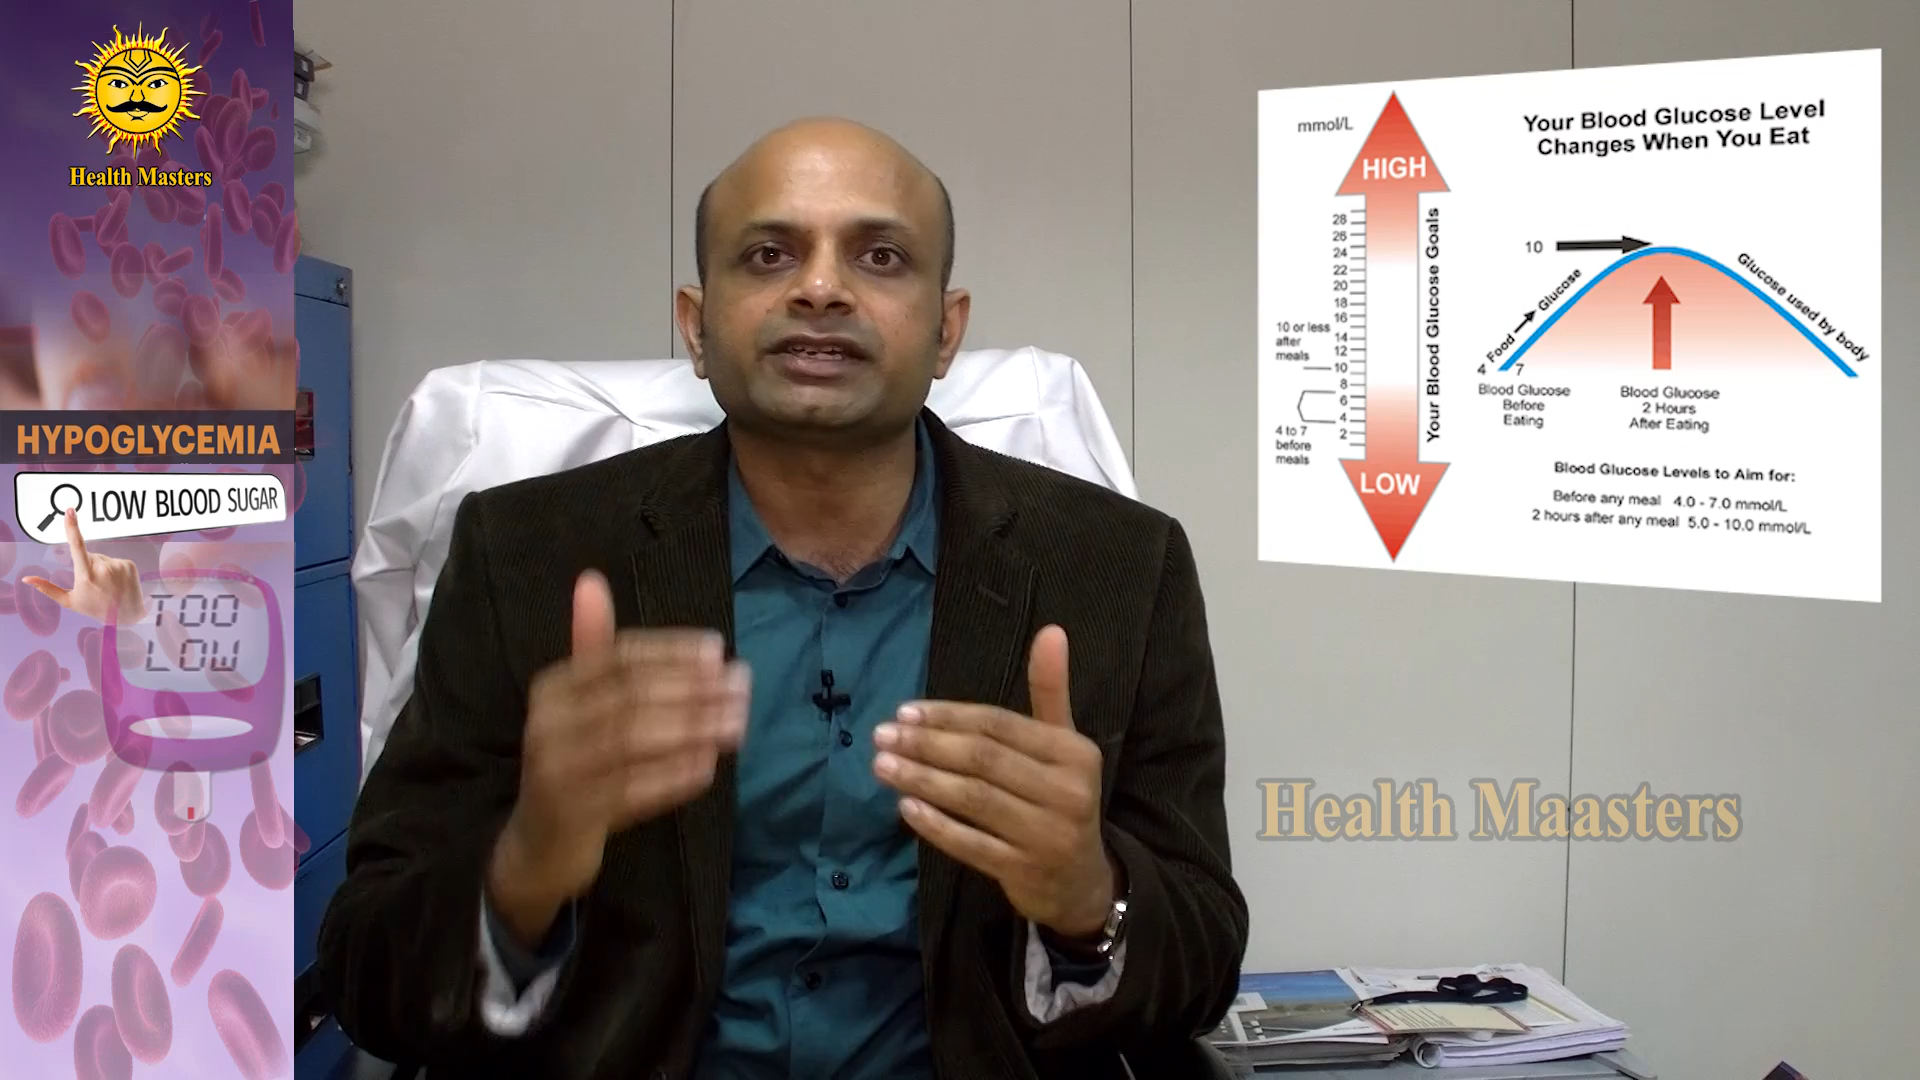 Health Masters
HYPOGLYCEMIA
LOW BLOOD SUGAR
TOO
LOW
mmol/L
HIGH
28
26
24
22
20
18
16
14
12
10
8
6
4
2
10 or less
after
meals
4 to 7
before
meals
Your Blood Glucose Goals
LOW
Your Blood Glucose Level
Changes When You Eat
10
Food → Glucose
Glucose used by body
4 7
Blood Glucose
Before
Eating
Blood Glucose
2 Hours
After Eating
Blood Glucose Levels to Aim for:
Before any meal 4.0 - 7.0 mmol/L
2 hours after any meal 5.0 - 10.0 mmol/L
Health Maasters